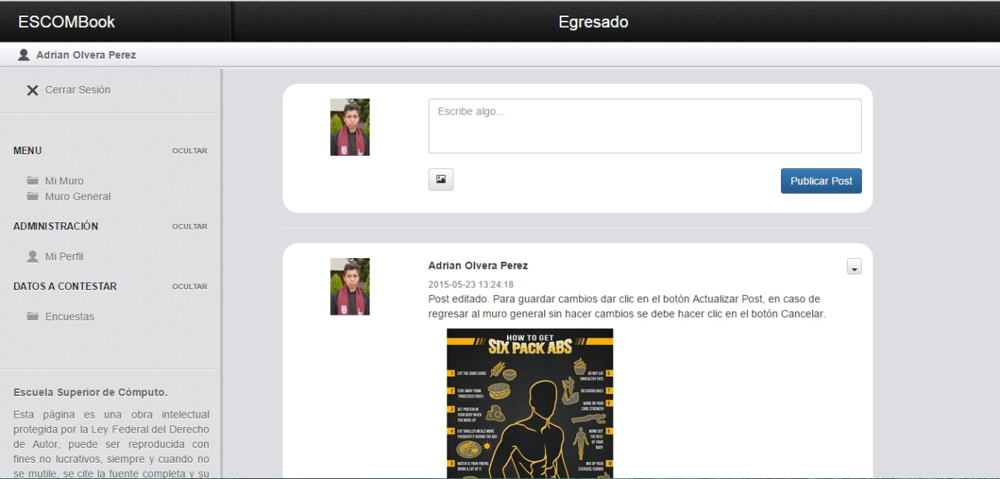 ESCOMBook
Egresado
Adrian Olvera Perez
Cerrar Sesión
MENU
OCULTAR
Mi Muro
Muro General
ADMINISTRACIÓN
OCULTAR
Mi Perfil
DATOS A CONTESTAR
OCULTAR
Encuestas
Escuela Superior de Cómputo.
Esta página es una obra intelectual
protegida por la Ley Federal del Derecho
de Autor, puede ser reproducida con
fines no lucrativos, siempre y cuando no
se mutile, se cite la fuente completa y su
Escribe algo...
Publicar Post
Adrian Olvera Perez
2015-05-23 13:24:18
Post editado. Para guardar cambios dar clic en el botón Actualizar Post, en caso de
regresar al muro general sin hacer cambios se debe hacer clic en el botón Cancelar.
HOW TO GET
SIX PACK ABS
1 EAT THE GOOD CARBS
2 STAY AWAY FROM
PROCESSED FOODS
3 GET PROTEIN IN
YOUR BODY WHEN
YOU WAKE UP
4 EAT SMALLER MEALS MORE
FREQUENTLY DURING THE DAY
5 WATER IS YOUR FRIEND,
DRINK A LOT OF IT
DO NOT EAT 6
UNHEALTHY FATS
DO CARDIO DAILY 7
WORK ON YOUR 8
CORE STRENGTH
WORK OUT 9
THE REST
OF YOUR
BODY
MIX UP YOUR 10
EXERCISE/CARDIO